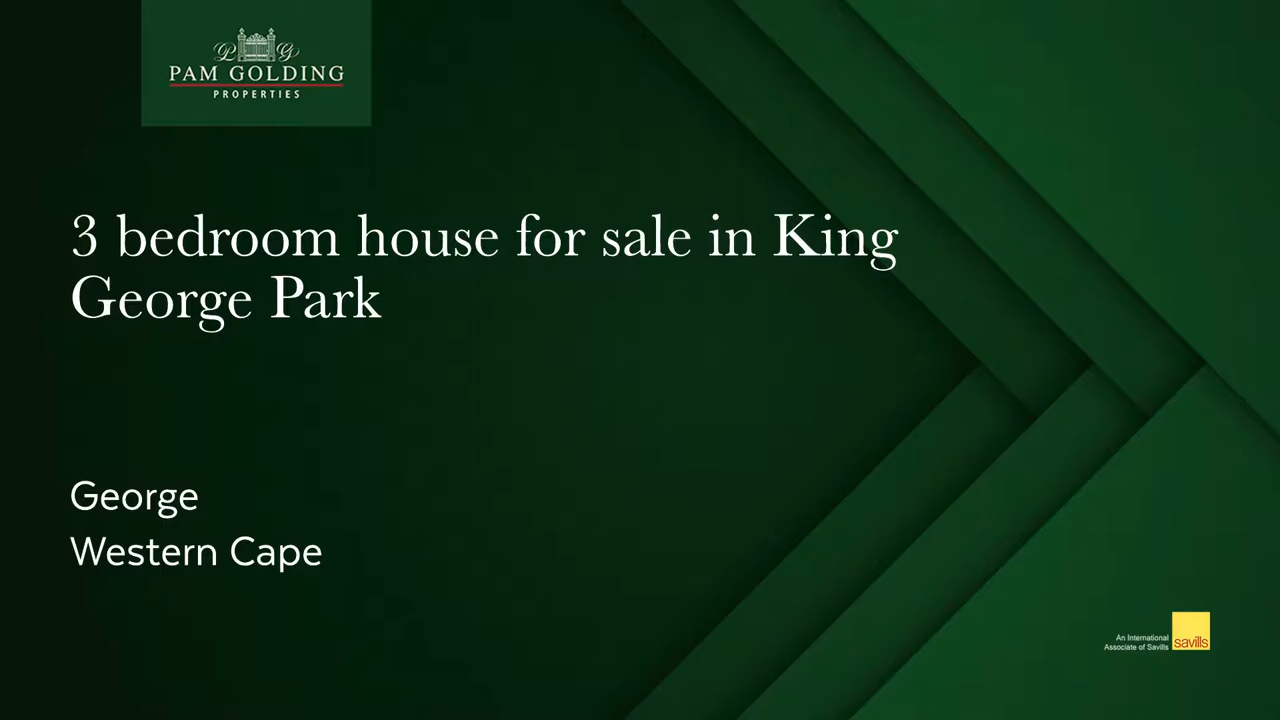 P G
PAM GOLDING
PROPERTIES
3 bedroom house for sale in King
George Park
George
Western Cape
An International
Associate of Savills
savills